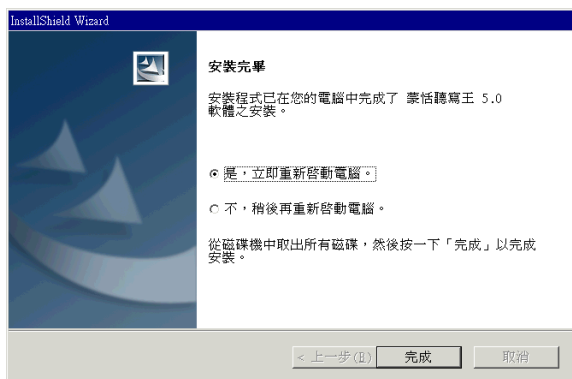 InstallShield Wizard
安裝完畢
安裝程式已在您的電腦中完成了 蒙恬聽寫王 5.0
軟體之安裝。
是，立即重新啓動電腦。
不，稍後再重新啓動電腦。
從磁碟機中取出所有磁碟，然後按一下「完成」以完成
安裝。
< 上一步(B) 完成 取消